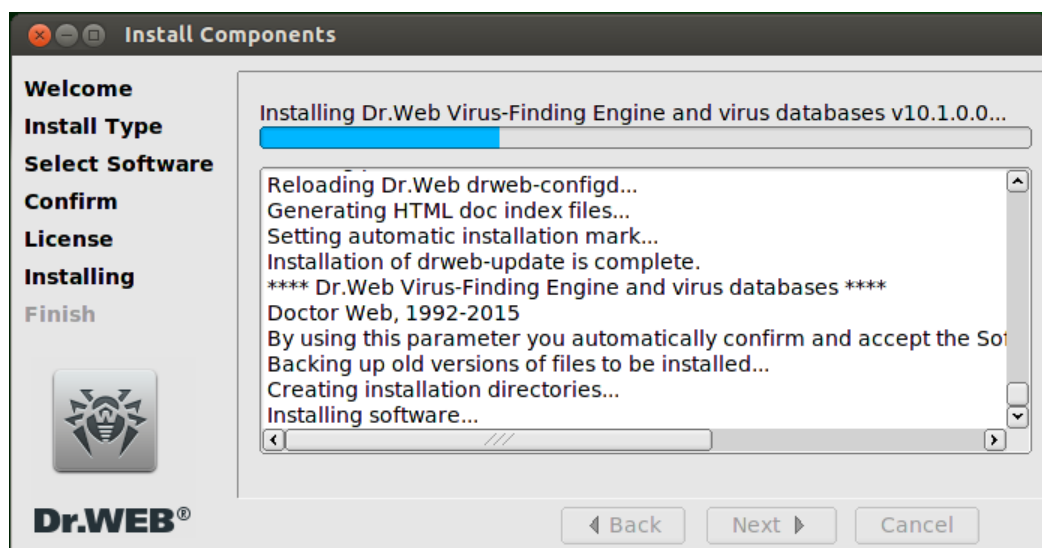 Install Components
Welcome
Install Type
Select Software
Confirm
License
Installing
Finish
Dr.WEB®
Installing Dr.Web Virus-Finding Engine and virus databases v10.1.0.0...
Reloading Dr.Web drweb-configd...
Generating HTML doc index files...
Setting automatic installation mark...
Installation of drweb-update is complete.
**** Dr.Web Virus-Finding Engine and virus databases ****
Doctor Web, 1992-2015
By using this parameter you automatically confirm and accept the Sof
Backing up old versions of files to be installed...
Creating installation directories...
Installing software...
Back
Next
Cancel